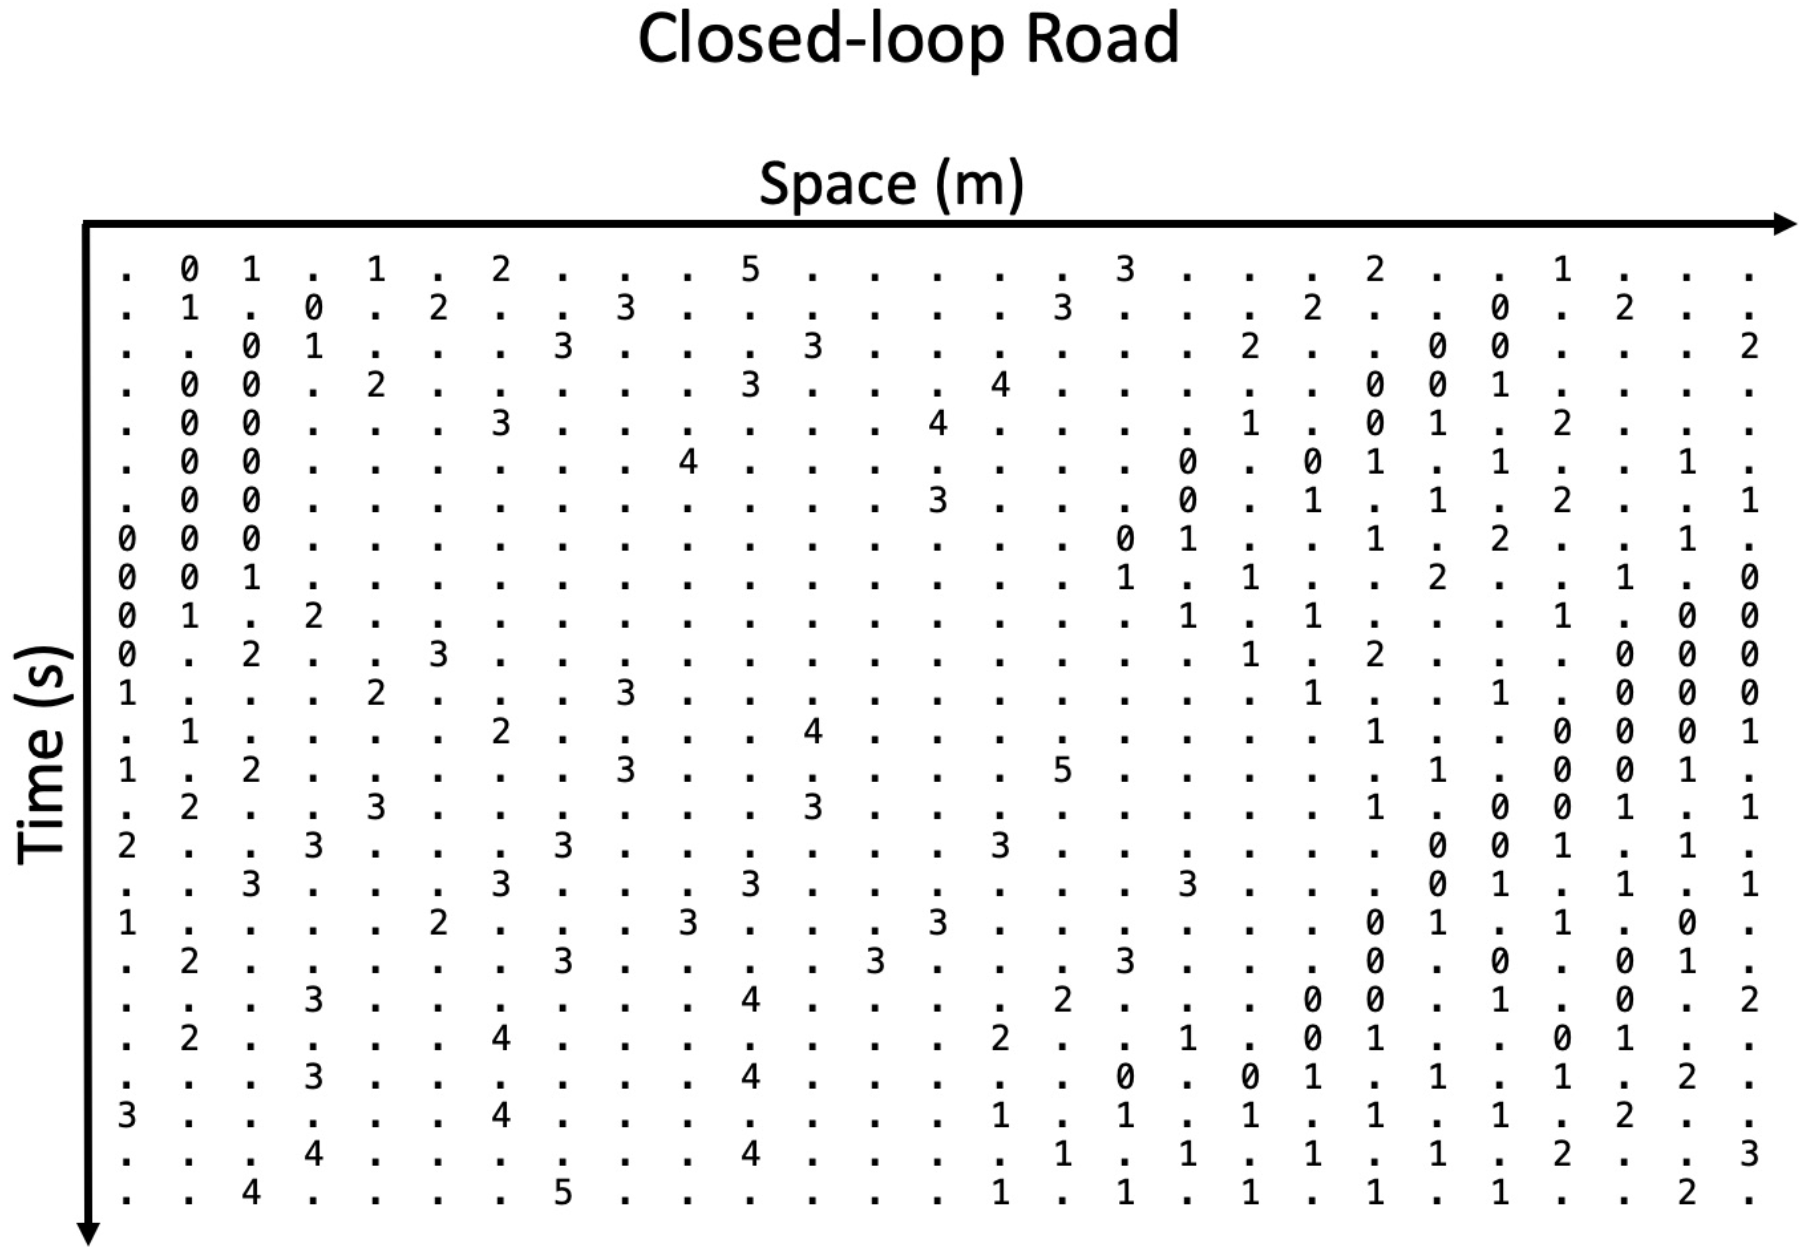 Closed-loop Road
Space (m)
Time (s)
. 0 1 . 1 . 2 . . . 5 . . . . . 3 . . . 2 . . 1 . . .
. 1 . 0 . 2 . . 3 . . . . . . 3 . . . 2 . . 0 . 2 . .
. . 0 1 . . . 3 . . . 3 . . . . . . 2 . . 0 0 . . . 2
. 0 0 . 2 . . . . . 3 . . . 4 . . . . . 0 0 1 . . . .
. 0 0 . . . 3 . . . . . . 4 . . . . 1 . 0 1 . 2 . . .
. 0 0 . . . . . . 4 . . . . . . . 0 . 0 1 . 1 . . 1 .
. 0 0 . . . . . . . . . . 3 . . . 0 . 1 . 1 . 2 . . 1
0 0 0 . . . . . . . . . . . . . 0 1 . . 1 . 2 . . 1 .
0 0 1 . . . . . . . . . . . . . 1 . 1 . . 2 . . 1 . 0
0 1 . 2 . . . . . . . . . . . . . 1 . 1 . . . 1 . 0 0
0 . 2 . . 3 . . . . . . . . . . . . 1 . 2 . . . 0 0 0
1 . . . 2 . . . 3 . . . . . . . . . . 1 . . 1 . 0 0 0
. 1 . . . . 2 . . . . 4 . . . . . . . . 1 . . 0 0 0 1
1 . 2 . . . . . 3 . . . . . . 5 . . . . . 1 . 0 0 1 .
. 2 . . 3 . . . . . . 3 . . . . . . . . 1 . 0 0 1 . 1
2 . . 3 . . . 3 . . . . . . 3 . . . . . . 0 0 1 . 1 .
. . 3 . . . 3 . . . 3 . . . . . . 3 . . . 0 1 . 1 . 1
1 . . . . 2 . . . 3 . . . 3 . . . . . . 0 1 . 1 . 0 .
. 2 . . . . . 3 . . . . 3 . . . 3 . . . 0 . 0 . 0 1 .
. . . 3 . . . . . . 4 . . . . 2 . . . 0 0 . 1 . 0 . 2
. 2 . . . . 4 . . . . . . . 2 . . 1 . 0 1 . . 0 1 . .
. . . 3 . . . . . . 4 . . . . . 0 . 0 1 . 1 . 1 . 2 .
3 . . . . . 4 . . . . . . . 1 . 1 . 1 . 1 . 1 . 2 . .
. . . 4 . . . . . . 4 . . . . 1 . 1 . 1 . 1 . 2 . . 3
. . 4 . . . . 5 . . . . . . 1 . 1 . 1 . 1 . 1 . . 2 .